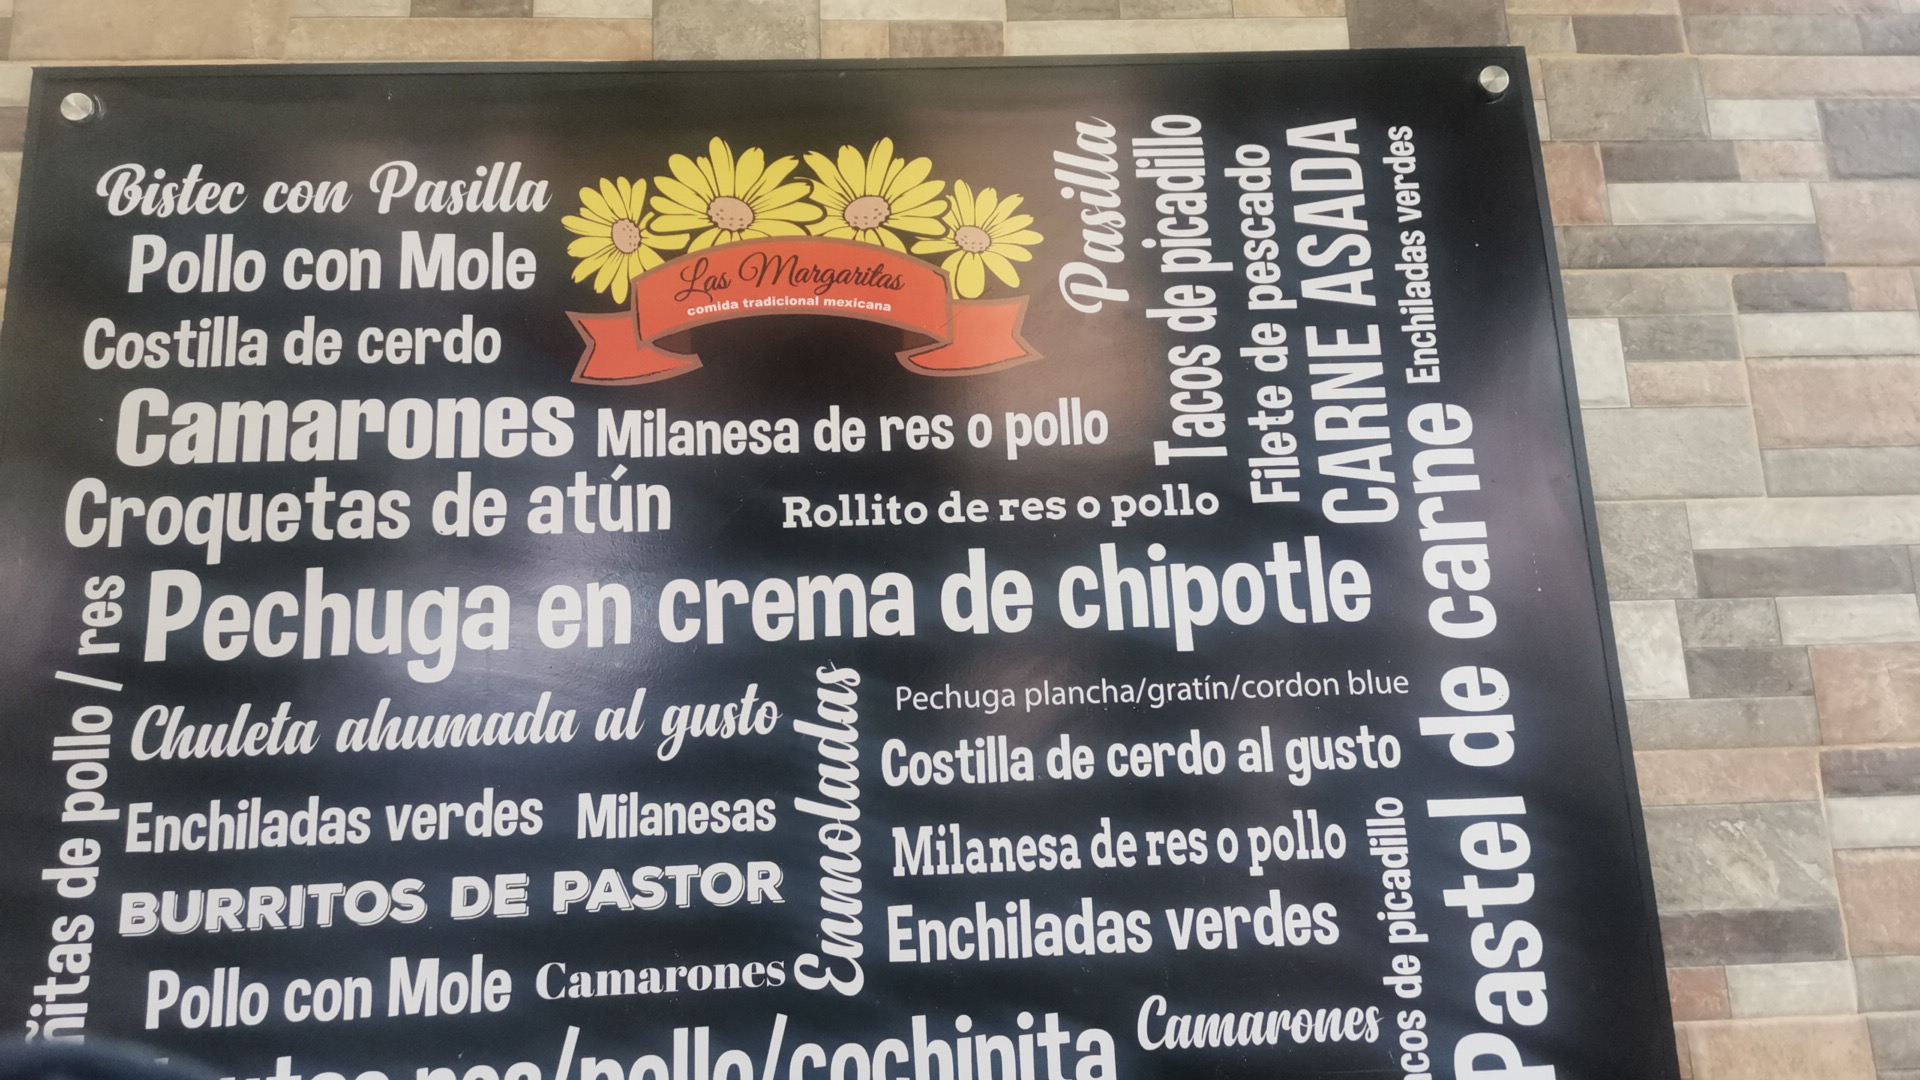 Bistec con Pasilla
Pollo con Mole
Costilla de cerdo
Las Margaritas
comida tradicional mexicana
Camarones
Milanesa de res o pollo
Croquetas de atún
Rollito de res o pollo
Pechuga en crema de chipotle
Pasilla
Tacos de picadillo
Filete de pescado
CARNE ASADA
Enchiladas verdes
Pastel de carne
de pollo / res
Chuleta ahumada al gusto
Enchiladas verdes
Milanesas
BURRITOS DE PASTOR
Pollo con Mole
Camarones
Enmoladas
Pechuga plancha/gratín/cordon blue
Costilla de cerdo al gusto
Milanesa de res o pollo
Enchiladas verdes
Camarones
de picadillo
res/pollo/cochinita